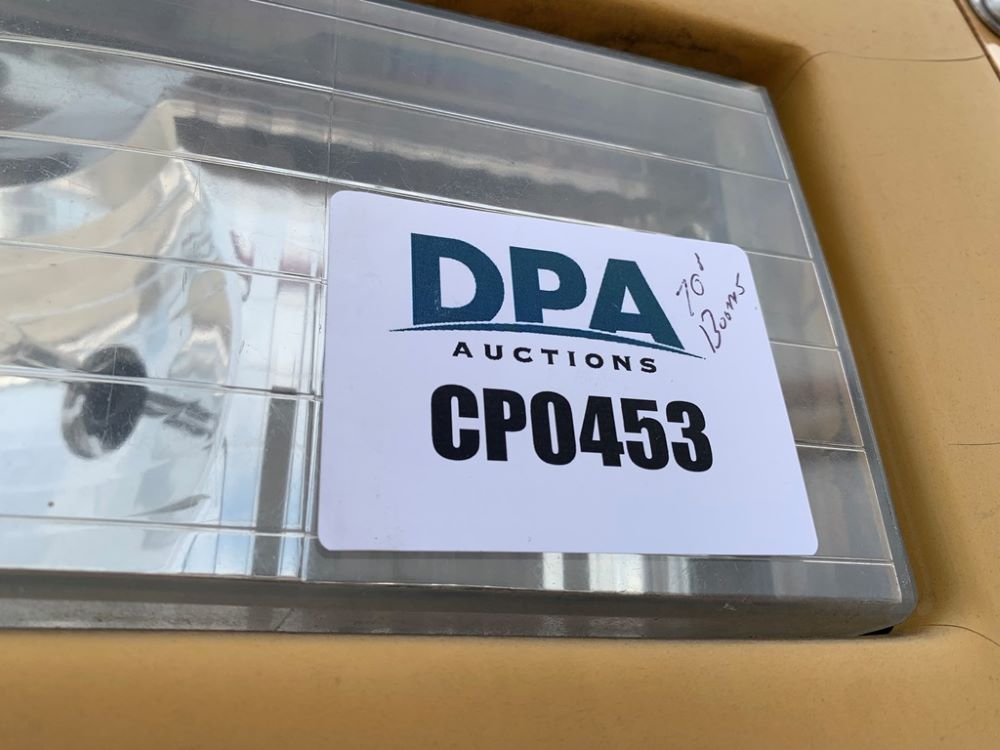 DPA
AUCTIONS
CP0453
70'
Booms